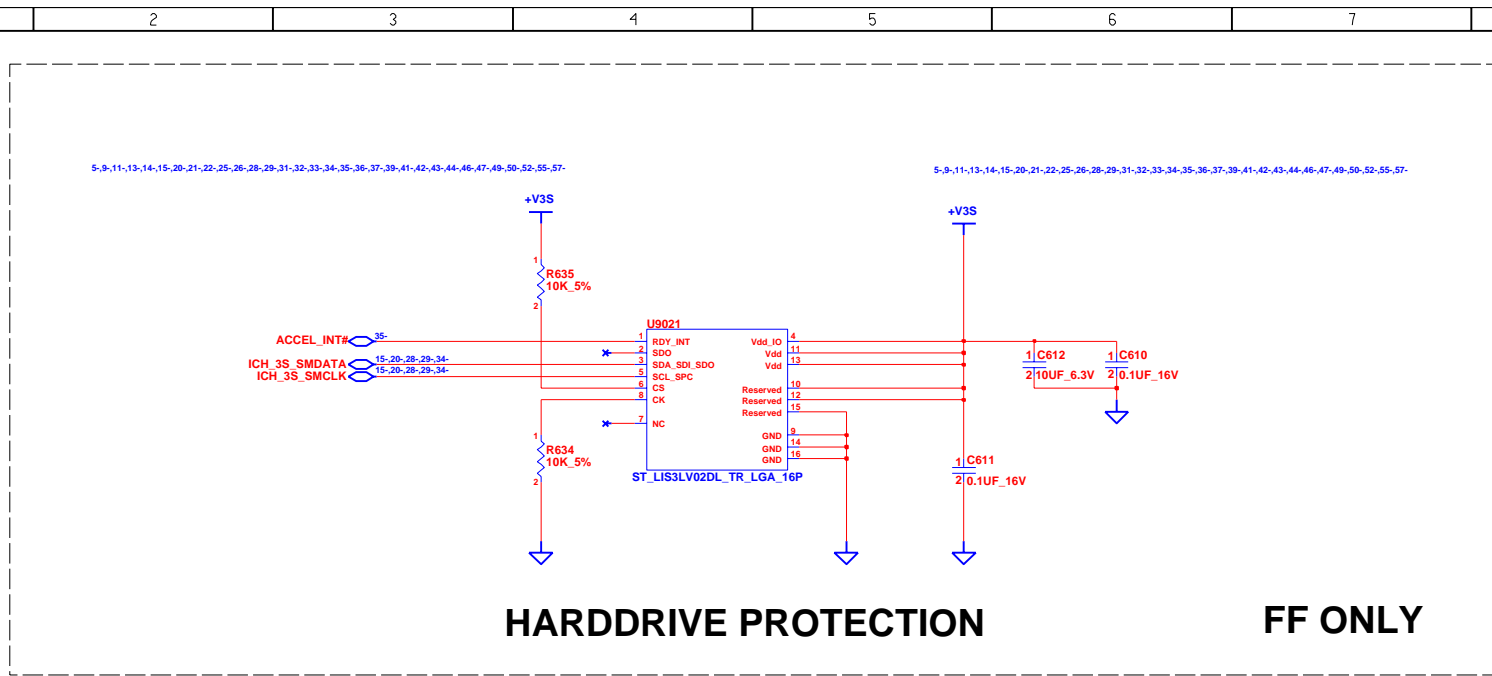 2 3 4 5 6 7
5-,9-,11-,13-,14-,15-,20-,21-,22-,25-,26-,28-,29-,31-,32-,33-,34-,35-,36-,37-,39-,41-,42-,43-,44-,46-,47-,49-,50-,52-,55-,57-
5-,9-,11-,13-,14-,15-,20-,21-,22-,25-,26-,28-,29-,31-,32-,33-,34-,35-,36-,37-,39-,41-,42-,43-,44-,46-,47-,49-,50-,52-,55-,57-
+V3S
+V3S
1
R635
10K_5%
2
U9021
ACCEL_INT# 35- 1 RDY_INT Vdd_IO 4
2 SDO Vdd 11
ICH_3S_SMDATA 15-,20-,28-,29-,34- 3 SDA_SDI_SDO Vdd 13
ICH_3S_SMCLK 15-,20-,28-,29-,34- 5 SCL_SPC
6 CS Reserved 10
8 CK Reserved 12
Reserved 15
7 NC
GND 9
GND 14
GND 16
ST_LIS3LV02DL_TR_LGA_16P
1 C612
2 10UF_6.3V
1 C610
2 0.1UF_16V
1
R634
10K_5%
2
1 C611
2 0.1UF_16V
HARDDRIVE PROTECTION
FF ONLY